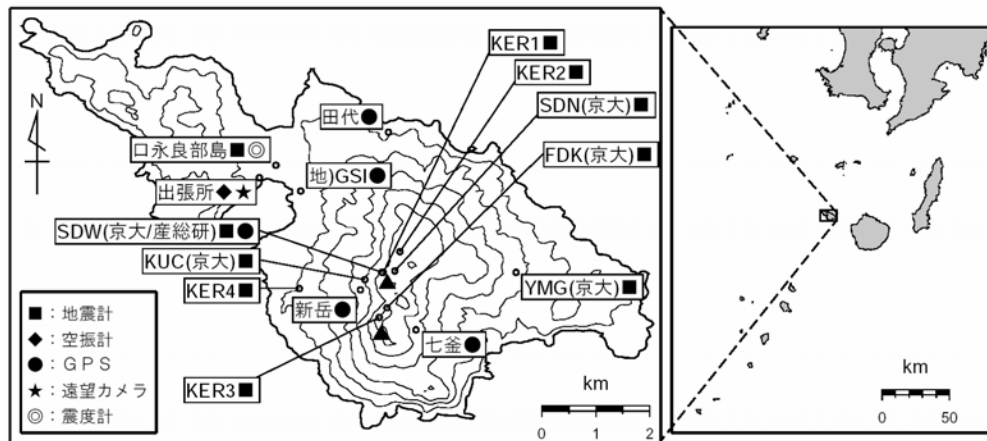 KER1■
KER2■
SDN(京大)■
田代●
FDK(京大)■
N
口永良部島■◎
地)GSI●
出張所◆★
SDW(京大/産総研)■●
KUC(京大)■
KER4■
YMG(京大)■
新岳●
七釜●
KER3■
■:地震計
◆:空振計
●:GPS
★:遠望カメラ
◎:震度計
km
0 1 2
km
0 50